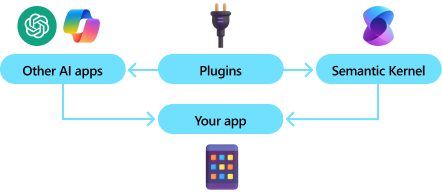 Other AI apps
Plugins
Semantic Kernel
Your app